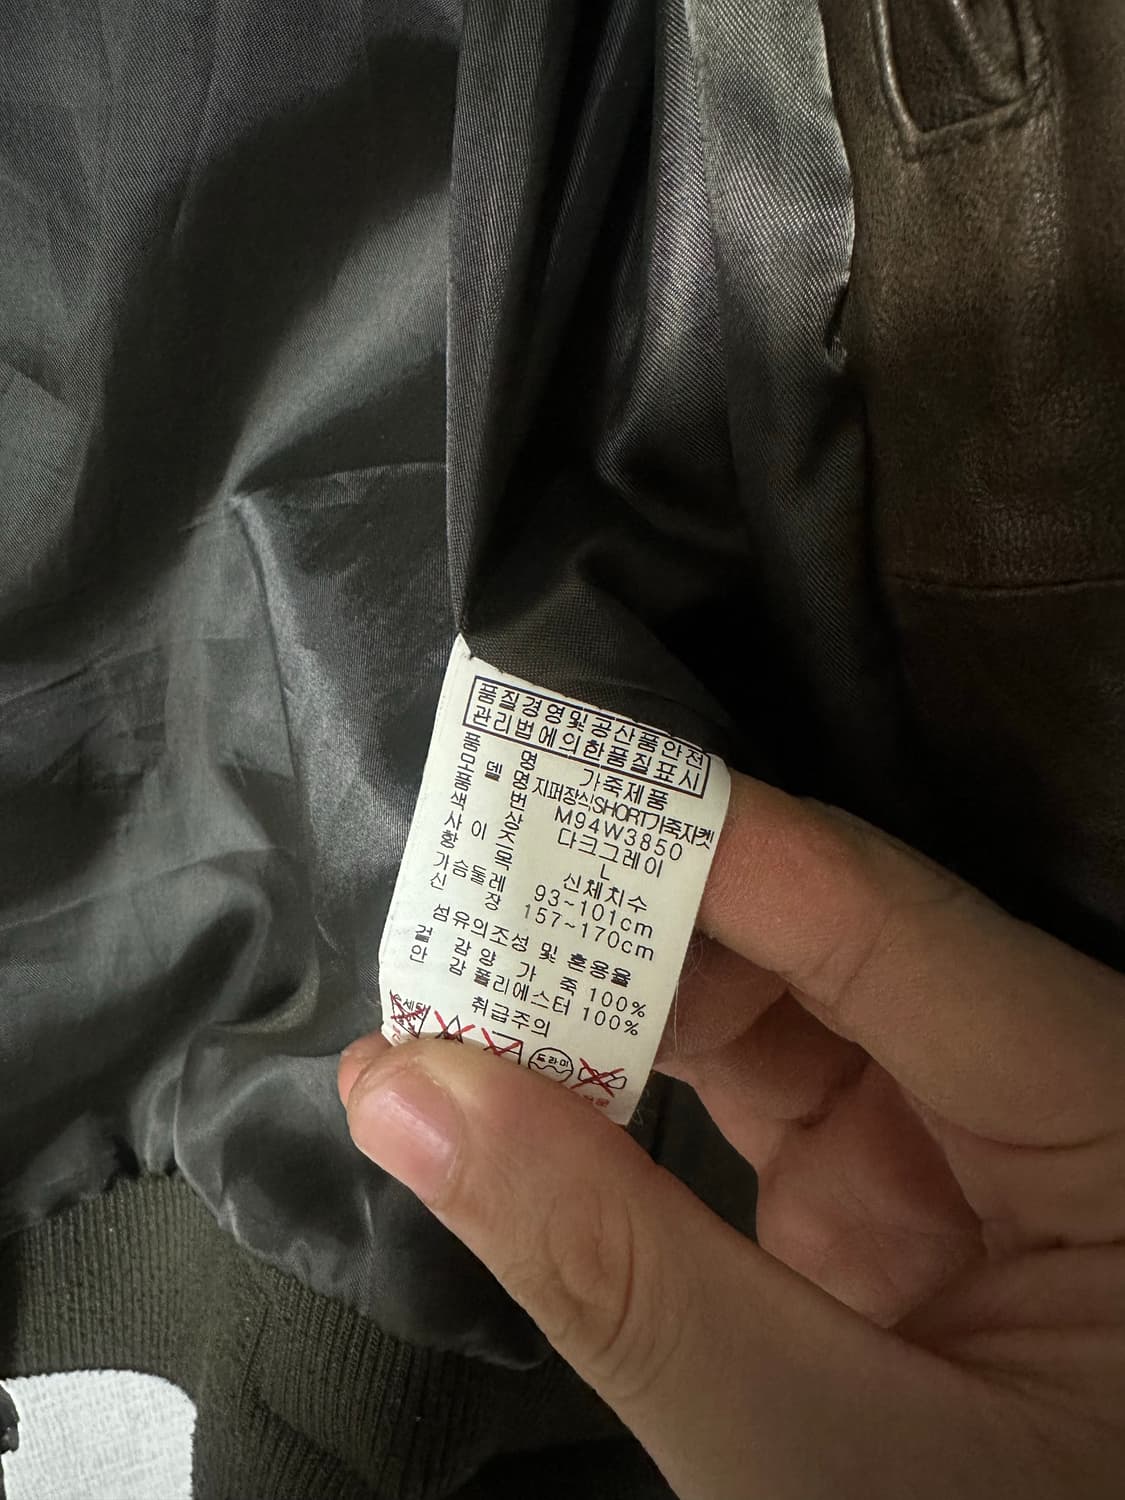 품질경영및공산품안전
관리법에의한품질표시
품 명 가죽제품
모 델 명 지퍼장식SHORT가죽자켓
품 번 M94W3850
색 상 다크그레이
사 이 즈 L
항 목 신체치수
가슴둘레 93~101cm
신 장 157~170cm
섬유의조성 및 혼용율
겉 감 양 가 죽 100%
안 감 폴리에스터 100%
취급주의
드라이